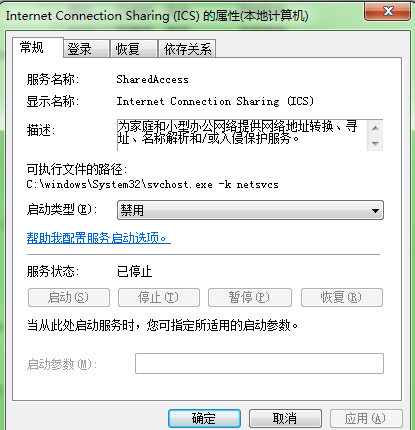 Internet Connection Sharing (ICS) 的属性(本地计算机)
常规 登录 恢复 依存关系
服务名称: SharedAccess
显示名称: Internet Connection Sharing (ICS)
描述: 为家庭和小型办公网络提供网络地址转换、寻
址、名称解析和/或入侵保护服务。
可执行文件的路径:
C:\windows\System32\svchost.exe -k netsvcs
启动类型(E): 禁用
帮助我配置服务启动选项。
服务状态: 已停止
启动(S) 停止(T) 暂停(P) 恢复(R)
当从此处启动服务时，您可指定所适用的启动参数。
启动参数(M):
确定 取消 应用(A)